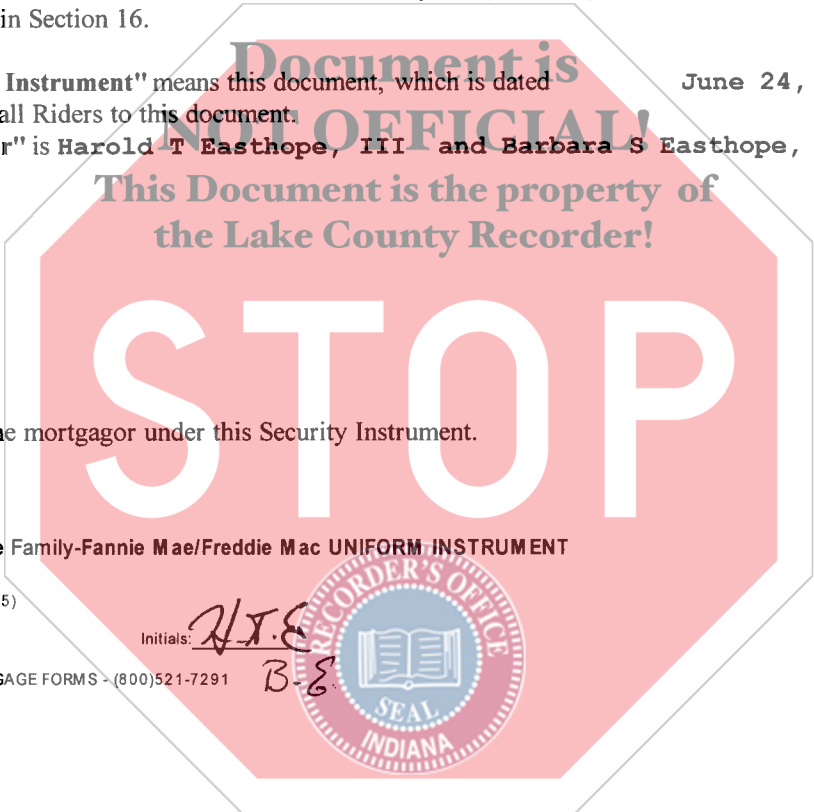 in Section 16.
Document is
Instrument" means this document, which is dated June 24,
all Riders to this document.
NOT OFFICIAL!
r" is Harold T Easthope, III and Barbara S Easthope,
This Document is the property of
the Lake County Recorder!
STOP
e mortgagor under this Security Instrument.
e Family-Fannie Mae/Freddie Mac UNIFORM INSTRUMENT
5)
Initials: H.T.E
B-E
GAGE FORMS - (800)521-7291
RECORDER'S OFFICE
SEAL
INDIANA